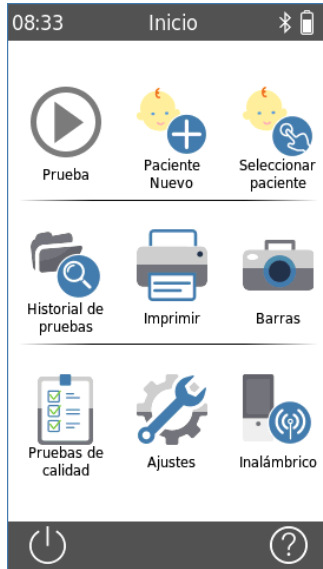 08:33 Inicio
Prueba
Paciente
Nuevo
Seleccionar
paciente
Historial de
pruebas
Imprimir
Barras
Pruebas de
calidad
Ajustes
Inalámbrico
?